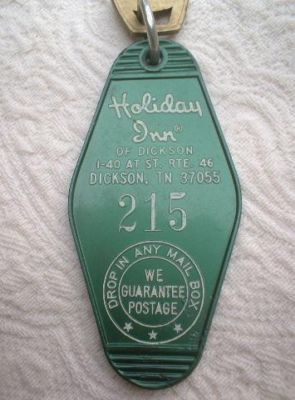 Holiday
Inn®
OF DICKSON
I-40 AT ST. RTE. 46
DICKSON, TN 37055
215
DROP IN ANY MAIL BOX
WE
GUARANTEE
POSTAGE